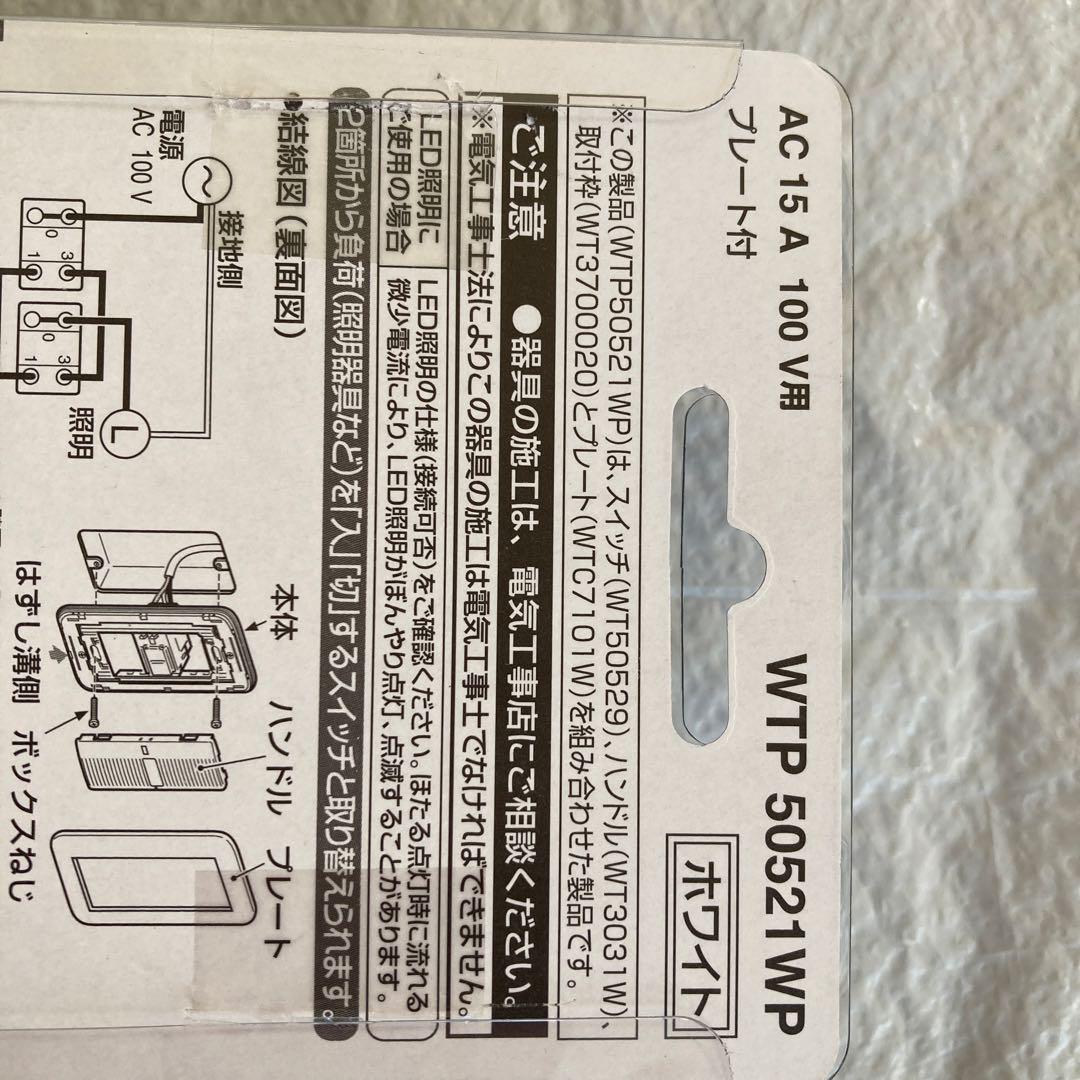 AC 15 A 100 V用 WTP 50521WP
プレート付 ホワイト
※この製品(WTP50521WP)は、スイッチ(WT50529)、ハンドル(WT3031W)、
取付枠(WT3700020)とプレート(WTC7101W)を組み合わせた製品です。
ご注意 ●器具の施工は、電気工事店にご相談ください。
※電気工事士法によりこの器具の施工は電気工事士でなければできません。
LED照明に
ご使用の場合
LED照明の仕様(接続可否)をご確認ください。ほたる点灯時に流れる
微少電流により、LED照明がぼんやり点灯、点滅することがあります。
2箇所から負荷(照明器具など)を「入」「切」するスイッチと取り替えられます。
●結線図(裏面図)
電源
AC 100 V
接地側
0
1
3
0
1
3
L
照明
本体
ハンドル
プレート
はずし溝側
ボックスねじ